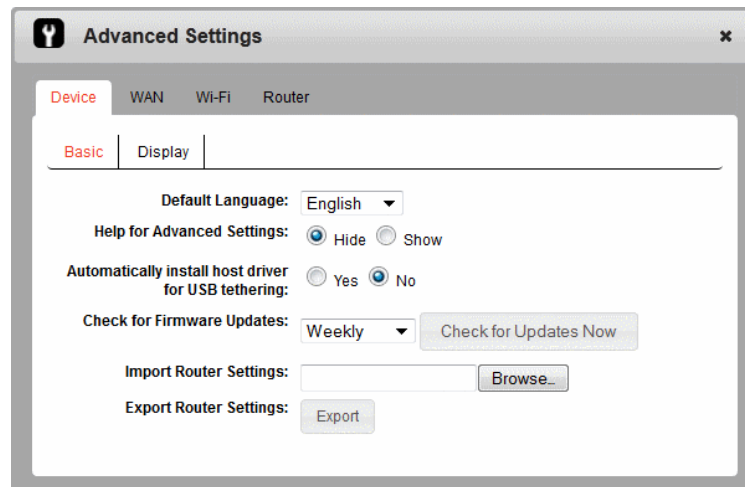 Advanced Settings
Device WAN Wi-Fi Router
Basic Display
Default Language: English
Help for Advanced Settings: Hide Show
Automatically install host driver
for USB tethering: Yes No
Check for Firmware Updates: Weekly Check for Updates Now
Import Router Settings: Browse...
Export Router Settings: Export